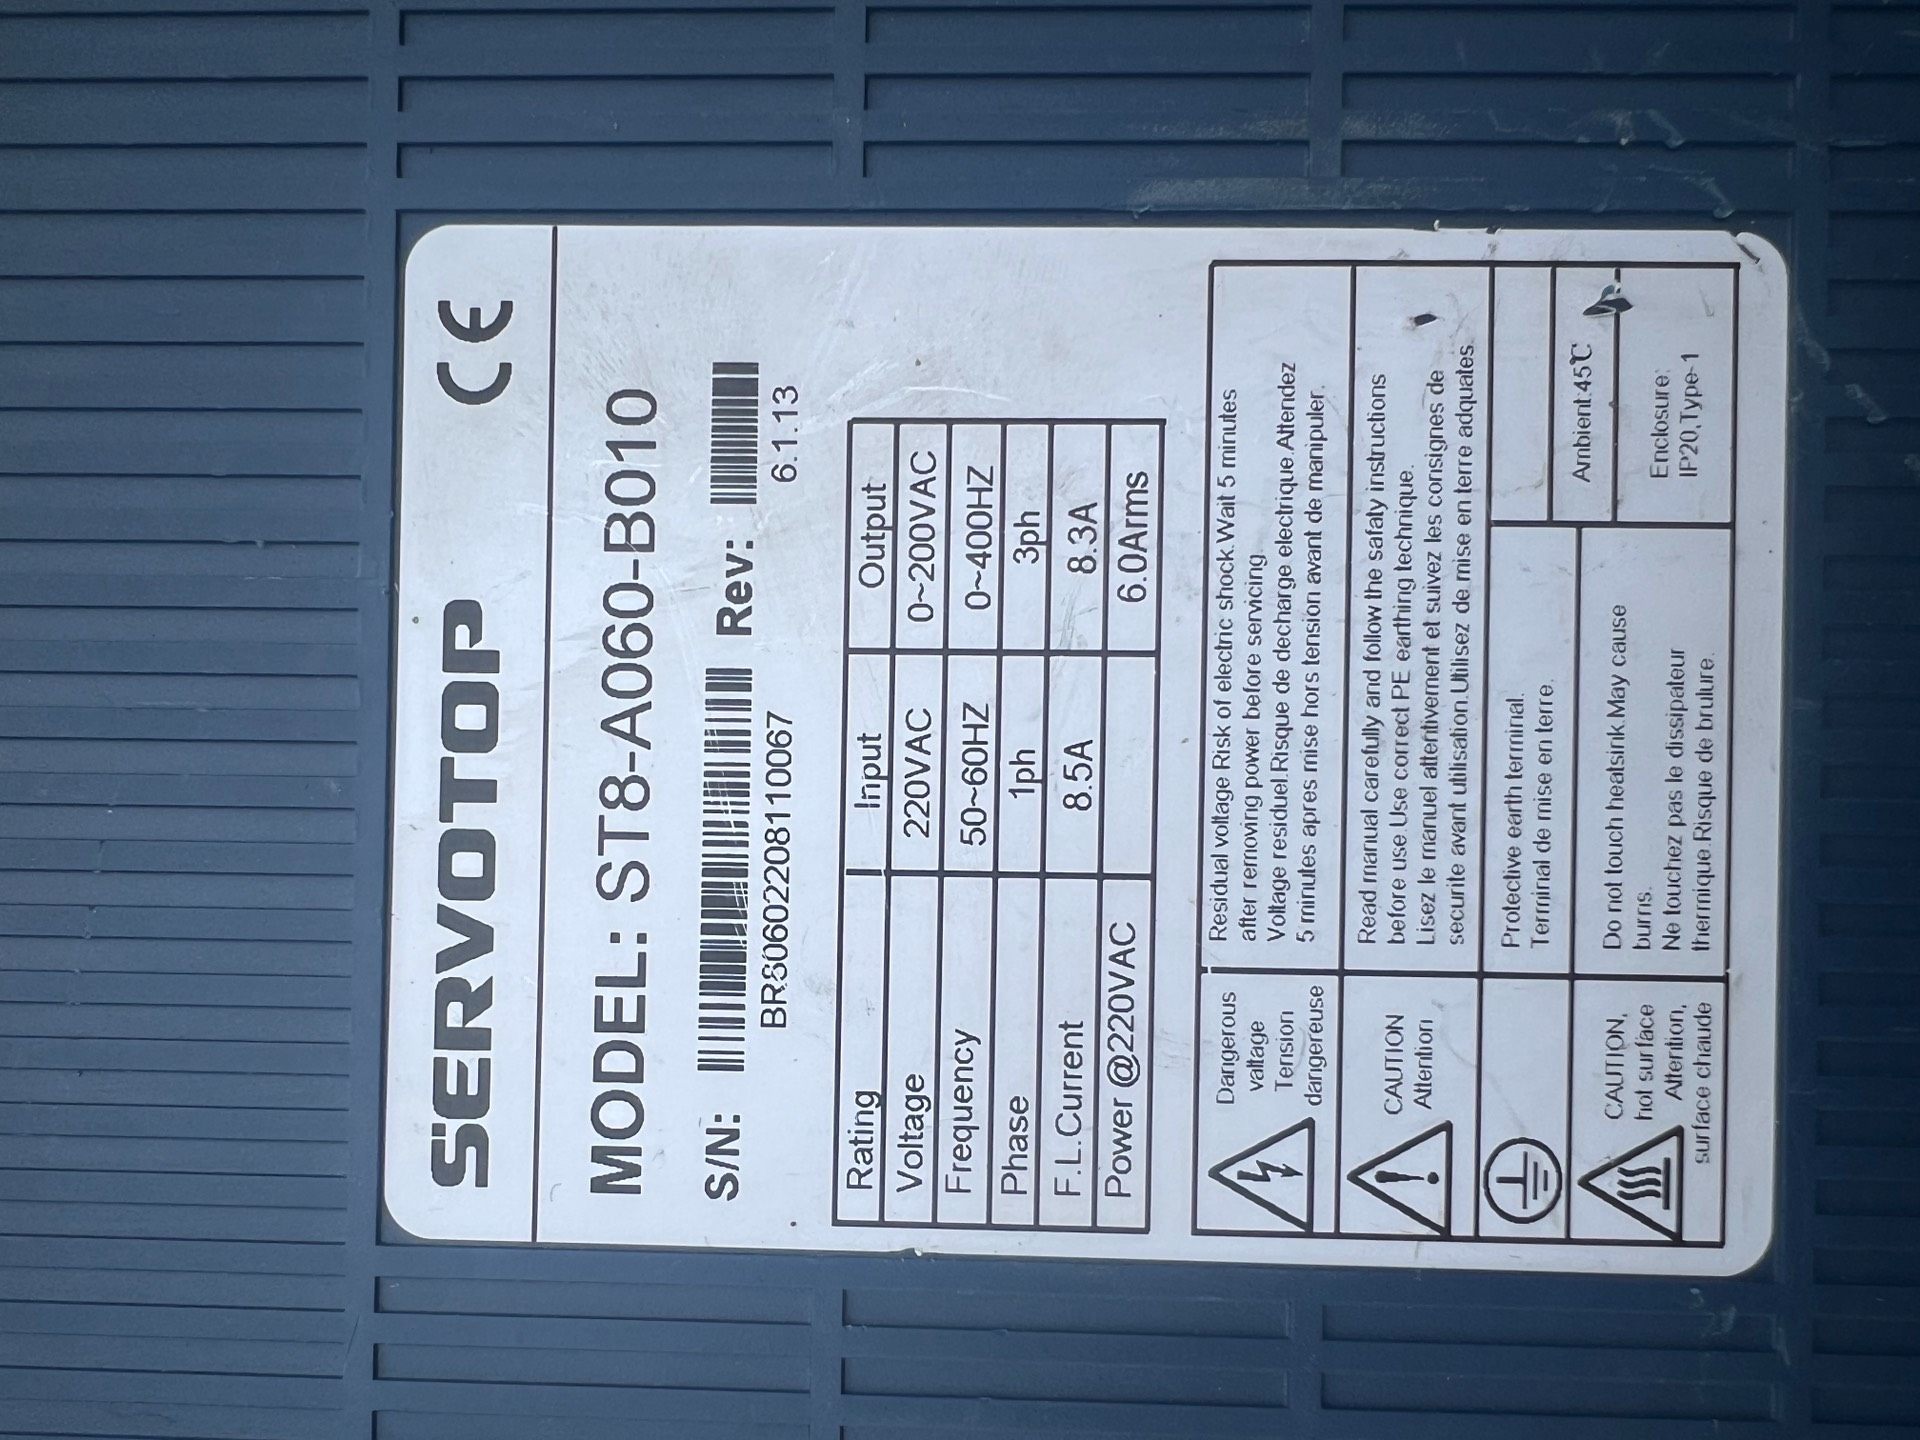 SERVOTOP CE
MODEL: ST8-A060-B010
S/N: Rev:
6.1.13
Rating Input Output
Voltage 220VAC 0~200VAC
Frequency 50~60HZ 0~400HZ
Phase 1ph 3ph
F.L.Current 8.5A 8.3A
Power @220VAC 6.0Arms
Dangerous
valtage
Tension
dangereuse
Residual voltage Risk of electric shock.Wait 5 minutes
after removing power before servicing.
Voltage residuel.Risque de decharge electrique.Attendez
5 minutes apres mise hors tension avant de manipuler.
CAUTION
Attention
Read manual carefully and follow the safaty instructions
before use.Use correct PE earthing technique.
Lisez le manuel attentivement et suivez les consignes de
securite avant utilisation.Utilisez de mise en terre adquates
Protective earth terminal.
Terminal de mise en terre.
CAUTION,
hot surface
Attention,
surface chaude
Do not touch heatsink.May cause
burns.
Ne touchez pas le dissipateur
thermique.Risque de brulure.
Ambient:45℃
Enclosure:
IP20,Type-1